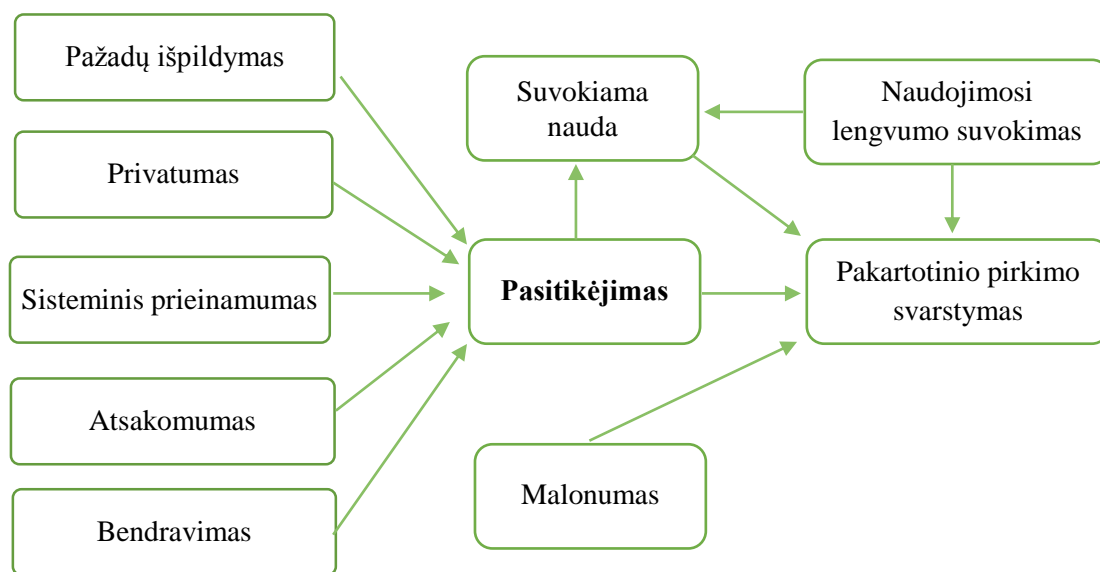 Pažadų išpildymas
Privatumas
Sisteminis prieinamumas
Atsakomumas
Bendravimas
Suvokiama
nauda
Pasitikėjimas
Malonumas
Naudojimosi
lengvumo suvokimas
Pakartotinio pirkimo
svarstymas